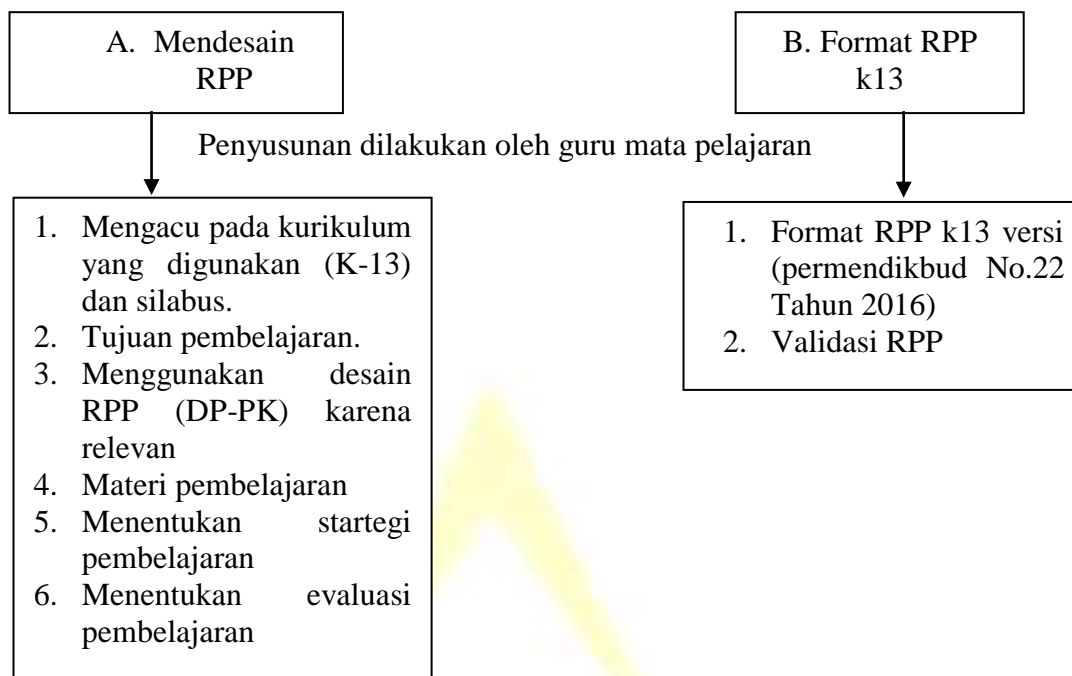 A. Mendesain
RPP
B. Format RPP
k13
Penyusunan dilakukan oleh guru mata pelajaran
1. Mengacu pada kurikulum
yang digunakan (K-13)
dan silabus.
2. Tujuan pembelajaran.
3. Menggunakan desain
RPP (DP-PK) karena
relevan
4. Materi pembelajaran
5. Menentukan startegi
pembelajaran
6. Menentukan evaluasi
pembelajaran
1. Format RPP k13 versi
(permendikbud No.22
Tahun 2016)
2. Validasi RPP